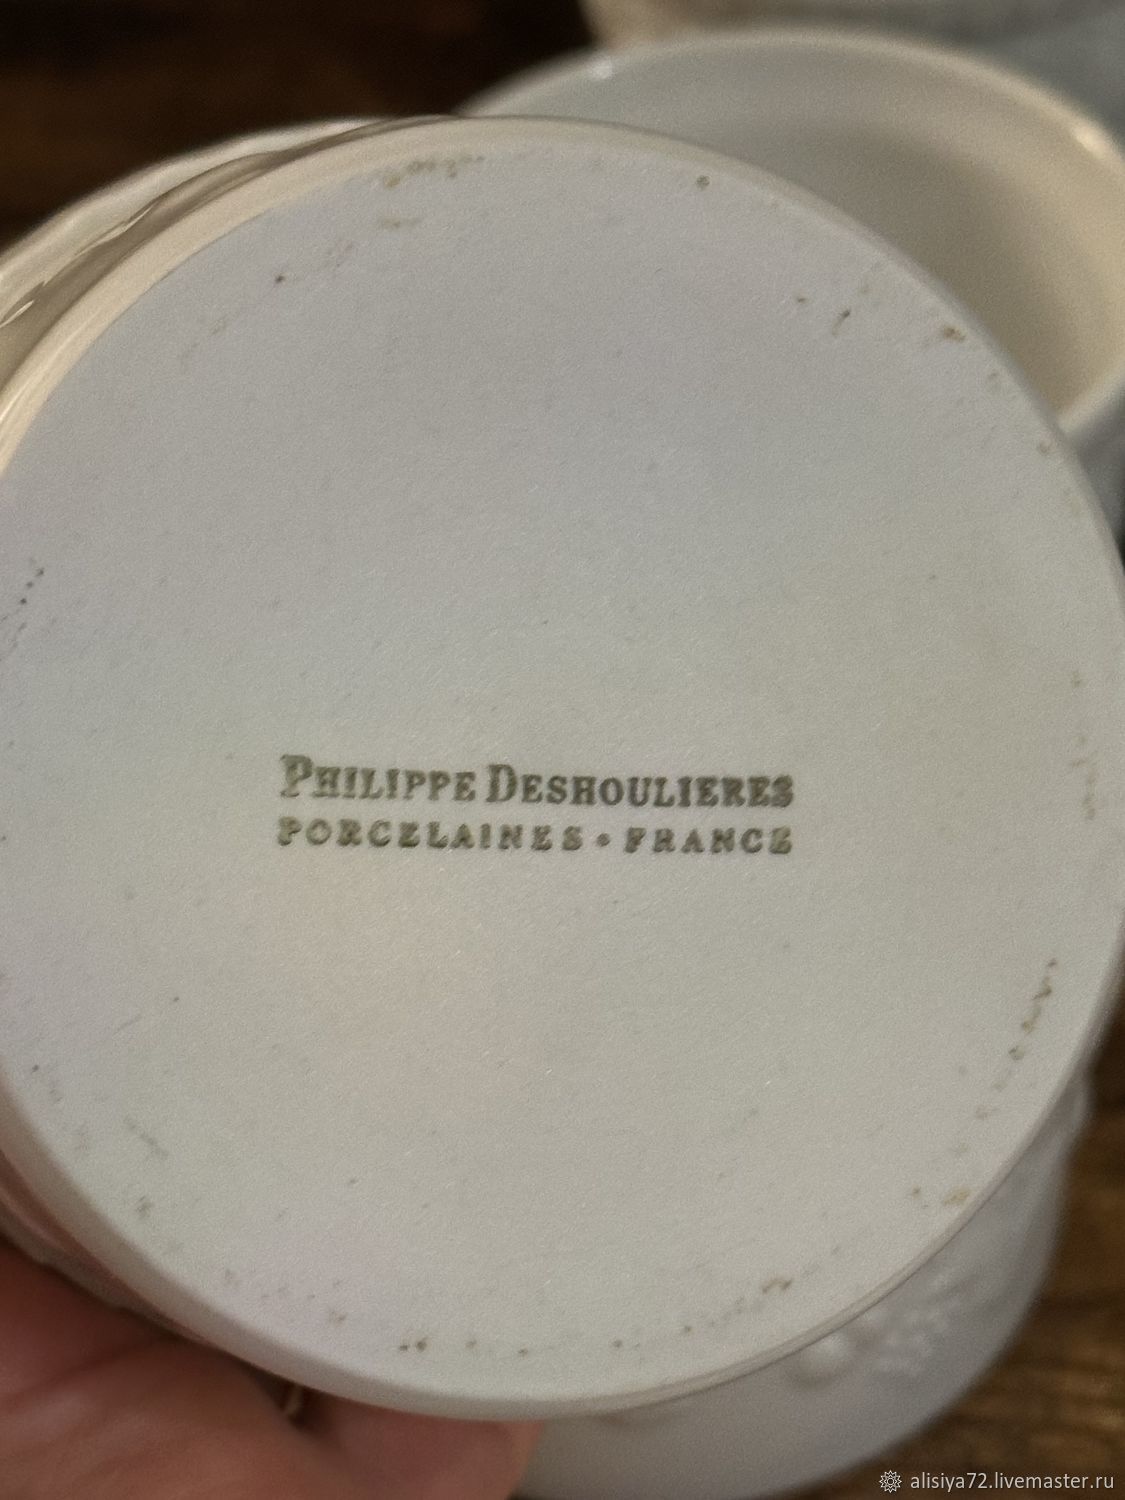 PHILIPPE DESHOULIERES
PORCELAINES • FRANCE
alisiya72.livemaster.ru